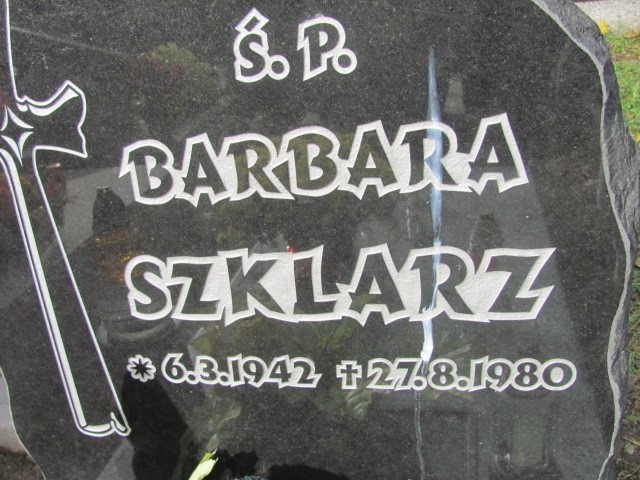 Ś. P.
BARBARA
SZKLARZ
* 6.3.1942 † 27.8.1980